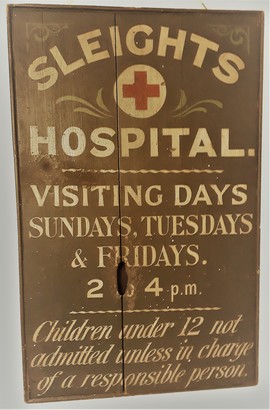 SLEIGHTS
HOSPITAL.
VISITING DAYS
SUNDAYS, TUESDAYS
& FRIDAYS.
2 to 4 p.m.
Children under 12 not
admitted unless in charge
of a responsible person.